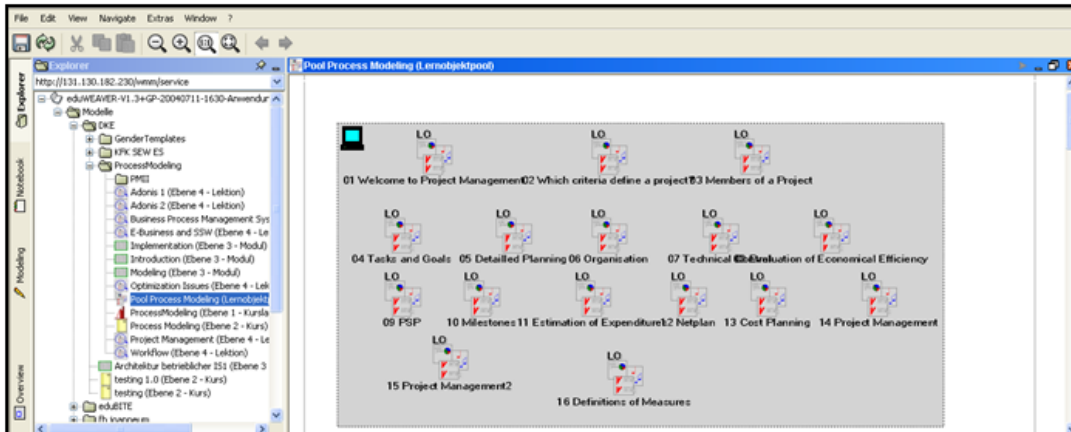 File Edit View Navigate Extras Window ?
Explorer
http://131.130.182.230/wmm/service
eduWEAVER-V1.3+GP-20040711-1630-Anwendur
Modelle
DKE
GenderTemplates
KFK SEW ES
ProcessModeling
PMII
Adonis 1 (Ebene 4 - Lektion)
Adonis 2 (Ebene 4 - Lektion)
Business Process Management Sys
E-Business and SSW (Ebene 4 - Le
Implementation (Ebene 3 - Modul)
Introduction (Ebene 3 - Modul)
Modeling (Ebene 3 - Modul)
Optimization Issues (Ebene 4 - Lek
Pool Process Modeling (Lernobjektp
ProcessModeling (Ebene 1 - Kursla
Process Modeling (Ebene 2 - Kurs)
Project Management (Ebene 4 - Le
Workflow (Ebene 4 - Lektion)
Architektur betrieblicher IS1 (Ebene 3
testing 1.0 (Ebene 2 - Kurs)
testing (Ebene 2 - Kurs)
eduBITE
fh joanneum
Explorer
Notebook
Modeling
Overview
Pool Process Modeling (Lernobjektpool)
LO LO LO
01 Welcome to Project Management 02 Which criteria define a project? 03 Members of a Project
LO LO LO LO LO
04 Tasks and Goals 05 Detailled Planning 06 Organisation 07 Technical Evaluation of Economical Efficiency
LO LO LO LO LO LO
09 PSP 10 Milestones 11 Estimation of Expenditure 12 Netplan 13 Cost Planning 14 Project Management
LO
15 Project Management2
LO
16 Definitions of Measures